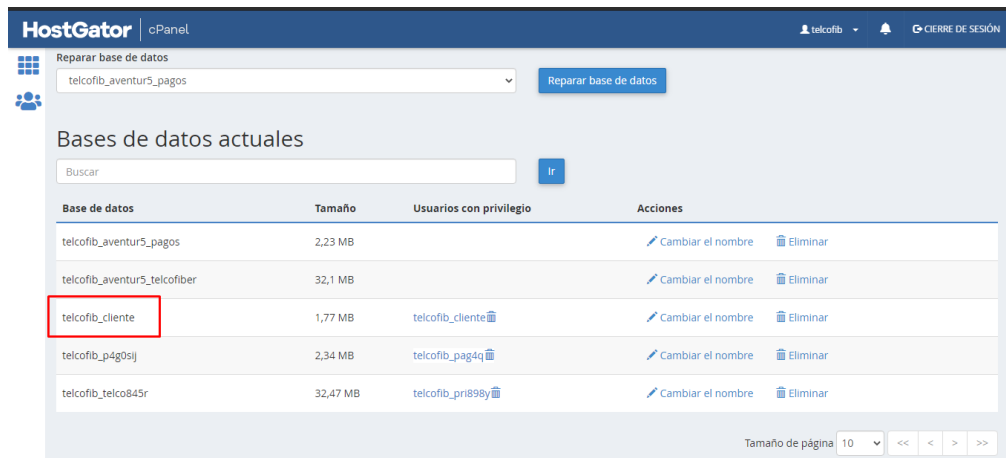 HostGator cPanel telcofib CIERRE DE SESIÓN
Reparar base de datos
telcofib_aventur5_pagos Reparar base de datos
Bases de datos actuales
Buscar Ir
Base de datos Tamaño Usuarios con privilegio Acciones
telcofib_aventur5_pagos 2,23 MB Cambiar el nombre Eliminar
telcofib_aventur5_telcofiber 32,1 MB Cambiar el nombre Eliminar
telcofib_cliente 1,77 MB telcofib_cliente Cambiar el nombre Eliminar
telcofib_p4g0sij 2,34 MB telcofib_pag4q Cambiar el nombre Eliminar
telcofib_telco845r 32,47 MB telcofib_pri898y Cambiar el nombre Eliminar
Tamaño de página 10 << < > >>